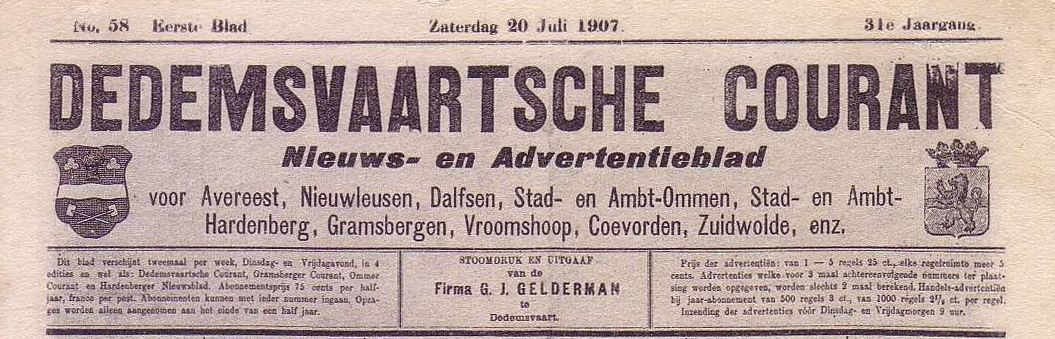 No. 58 Eerste Blad Zaterdag 20 Juli 1907. 31e Jaargang.
DEDEMSVAARTSCHE COURANT
Nieuws- en Advertentieblad
voor Avereest, Nieuwleusen, Dalfsen, Stad- en Ambt-Ommen, Stad- en Ambt-
Hardenberg, Gramsbergen, Vroomshoop, Coevorden, Zuidwolde, enz.
Dit blad verschijnt tweemaal per week, Dinsdag- en Vrijdagavond, in 4
edities en wel als: Dedemsvaartsche Courant, Gramsberger Courant, Ommer
Courant en Hardenberger Nieuwsblad. Abonnementsprijs 75 cents per half-
jaar, franco per post. Abonnementen kunnen met ieder nummer ingaan. Opza-
ges worden alleen aangenomen aan het einde van een half jaar.
STOOMDRUK EN UITGAAF
van de
Firma G. J. GELDERMAN
te
Dedemsvaart.
Prijs der advertentiën: van 1 — 5 regels 25 ct., elke regelruimte meer 5
cents. Advertentiën welke voor 3 maal achtereenvolgende nummers ter plaat-
sing worden opgegeven, worden slechts 2 maal berekend. Handels-advertentiën
bij jaar-abonnement van 500 regels 3 ct., van 1000 regels 2½ ct. per regel.
Inzending der advertentiën vóór Dinsdag- en Vrijdagmorgen 9 uur.